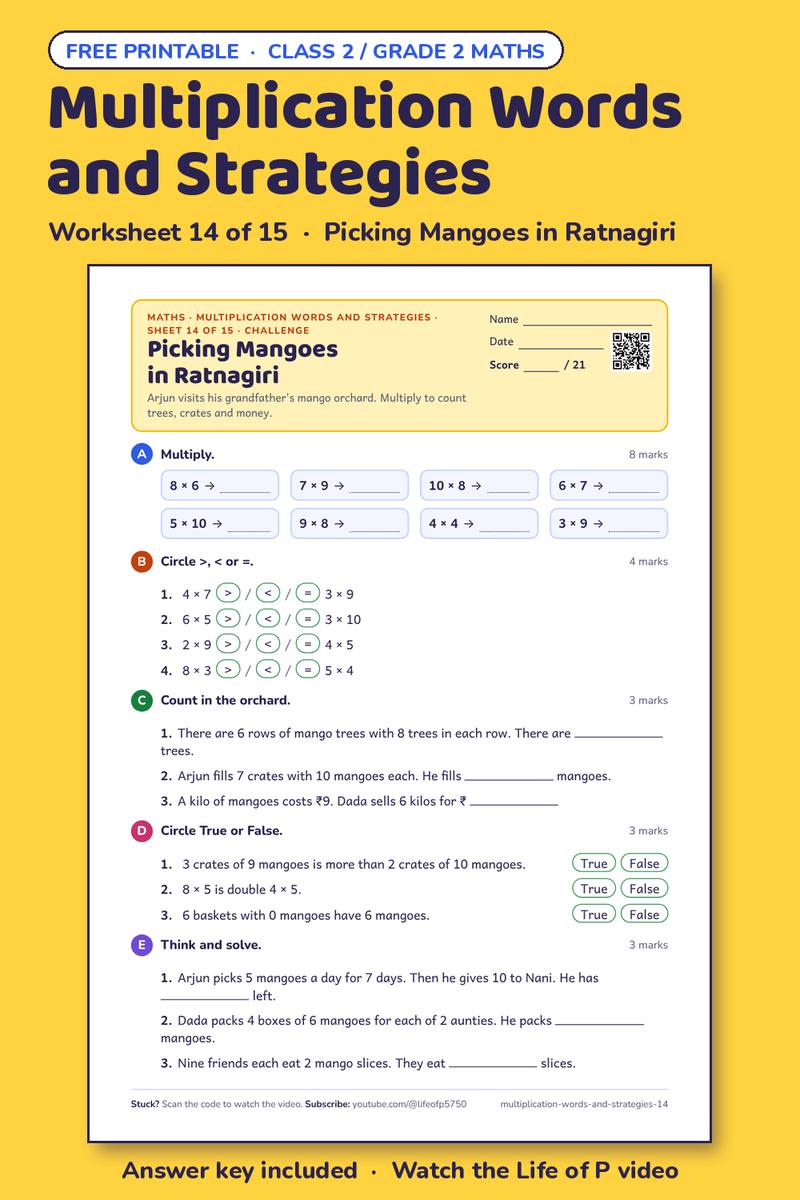 FREE PRINTABLE · CLASS 2 / GRADE 2 MATHS
Multiplication Words
and Strategies
Worksheet 14 of 15 · Picking Mangoes in Ratnagiri
MATHS · MULTIPLICATION WORDS AND STRATEGIES ·
SHEET 14 OF 15 · CHALLENGE
Picking Mangoes
in Ratnagiri
Arjun visits his grandfather's mango orchard. Multiply to count
trees, crates and money.
Name
Date
Score / 21
A Multiply. 8 marks
8 × 6 → 7 × 9 → 10 × 8 → 6 × 7 →
5 × 10 → 9 × 8 → 4 × 4 → 3 × 9 →
B Circle >, < or =. 4 marks
1. 4 × 7 > / < / = 3 × 9
2. 6 × 5 > / < / = 3 × 10
3. 2 × 9 > / < / = 4 × 5
4. 8 × 3 > / < / = 5 × 4
C Count in the orchard. 3 marks
1. There are 6 rows of mango trees with 8 trees in each row. There are ____
trees.
2. Arjun fills 7 crates with 10 mangoes each. He fills ____ mangoes.
3. A kilo of mangoes costs ₹9. Dada sells 6 kilos for ₹ ____
D Circle True or False. 3 marks
1. 3 crates of 9 mangoes is more than 2 crates of 10 mangoes. True False
2. 8 × 5 is double 4 × 5. True False
3. 6 baskets with 0 mangoes have 6 mangoes. True False
E Think and solve. 3 marks
1. Arjun picks 5 mangoes a day for 7 days. Then he gives 10 to Nani. He has
____ left.
2. Dada packs 4 boxes of 6 mangoes for each of 2 aunties. He packs ____
mangoes.
3. Nine friends each eat 2 mango slices. They eat ____ slices.
Stuck? Scan the code to watch the video. Subscribe: youtube.com/@lifeofp5750 multiplication-words-and-strategies-14
Answer key included · Watch the Life of P video